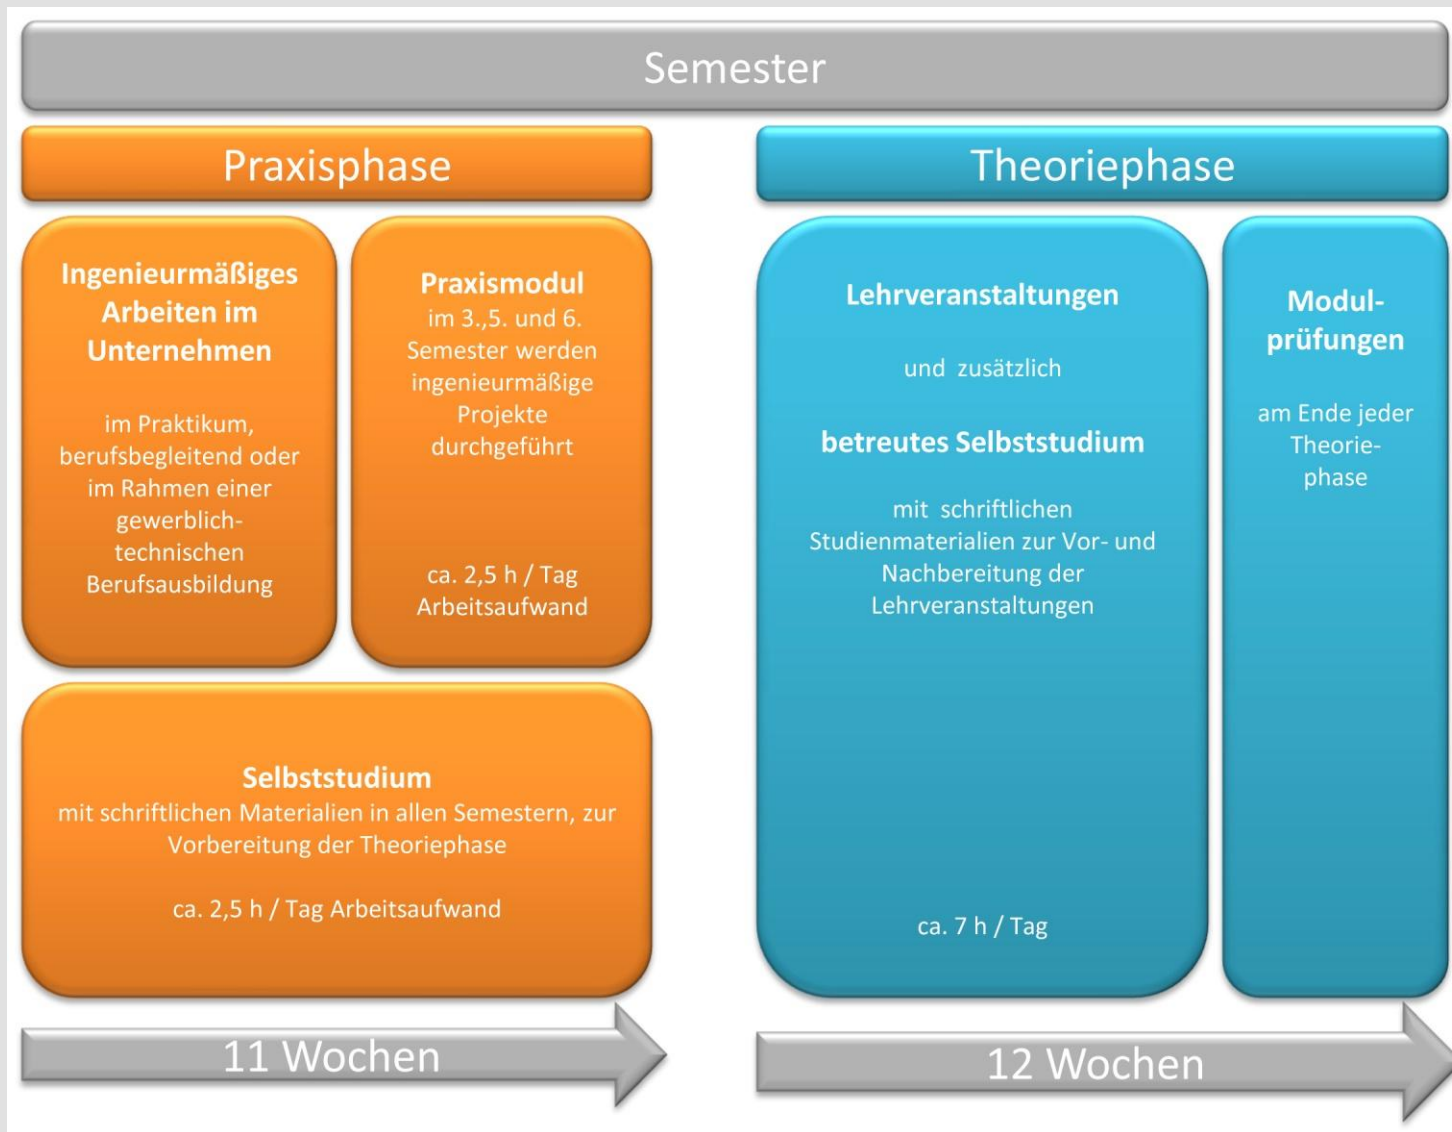 Semester
Praxisphase
Ingenieurmäßiges
Arbeiten im
Unternehmen
im Praktikum,
berufsbegleitend oder
im Rahmen einer
gewerblich-
technischen
Berufsausbildung
Praxismodul
im 3.,5. und 6.
Semester werden
ingenieurmäßige
Projekte
durchgeführt
ca. 2,5 h / Tag
Arbeitsaufwand
Selbststudium
mit schriftlichen Materialien in allen Semestern, zur
Vorbereitung der Theoriephase
ca. 2,5 h / Tag Arbeitsaufwand
11 Wochen
Theoriephase
Lehrveranstaltungen
und zusätzlich
betreutes Selbststudium
mit schriftlichen
Studienmaterialien zur Vor- und
Nachbereitung der
Lehrveranstaltungen
ca. 7 h / Tag
Modul-
prüfungen
am Ende jeder
Theorie-
phase
12 Wochen